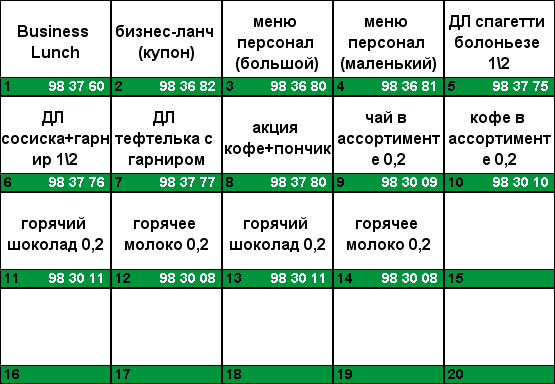 Business
Lunch
1 98 37 60
бизнес-ланч
(купон)
2 98 36 82
меню
персонал
(большой)
3 98 36 80
меню
персонал
(маленький)
4 98 36 81
ДЛ спагетти
болоньезе
1\2
5 98 37 75
ДЛ
сосиска+гарн
ир 1\2
6 98 37 76
ДЛ
тефтелька с
гарниром
7 98 37 77
акция
кофе+пончик
8 98 37 80
чай в
ассортимент
е 0,2
9 98 30 09
кофе в
ассортимент
е 0,2
10 98 30 10
горячий
шоколад 0,2
11 98 30 11
горячее
молоко 0,2
12 98 30 08
горячий
шоколад 0,2
13 98 30 11
горячее
молоко 0,2
14 98 30 08
15
16
17
18
19
20